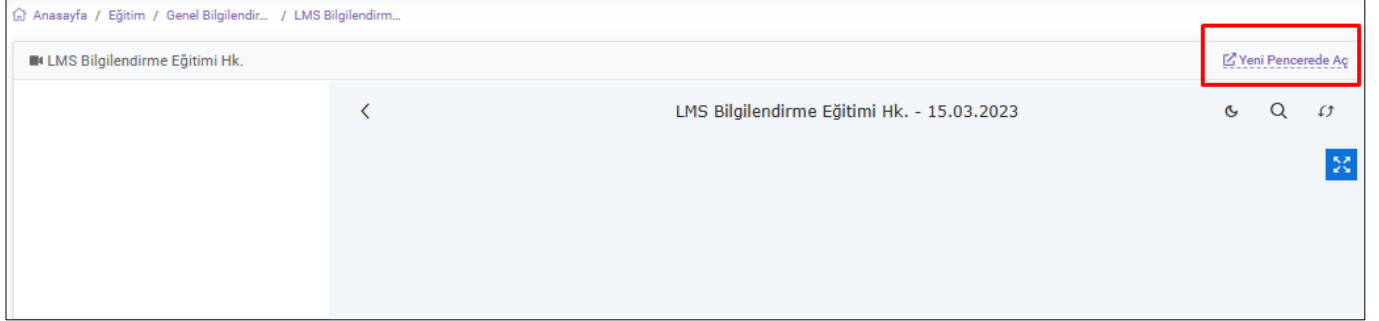 Anasayfa / Eğitim / Genel Bilgilendir... / LMS Bilgilendirm...
LMS Bilgilendirme Eğitimi Hk.
Yeni Pencerede Aç
LMS Bilgilendirme Eğitimi Hk. - 15.03.2023